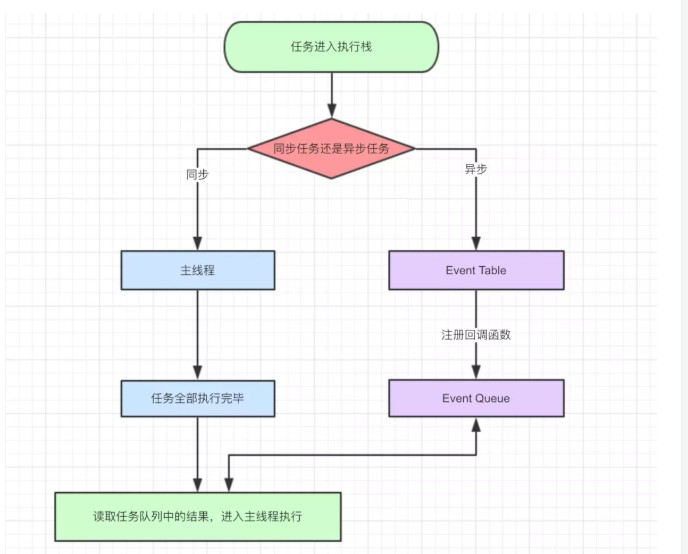 任务进入执行栈
同步任务还是异步任务
同步
异步
主线程
Event Table
注册回调函数
任务全部执行完毕
Event Queue
读取任务队列中的结果，进入主线程执行